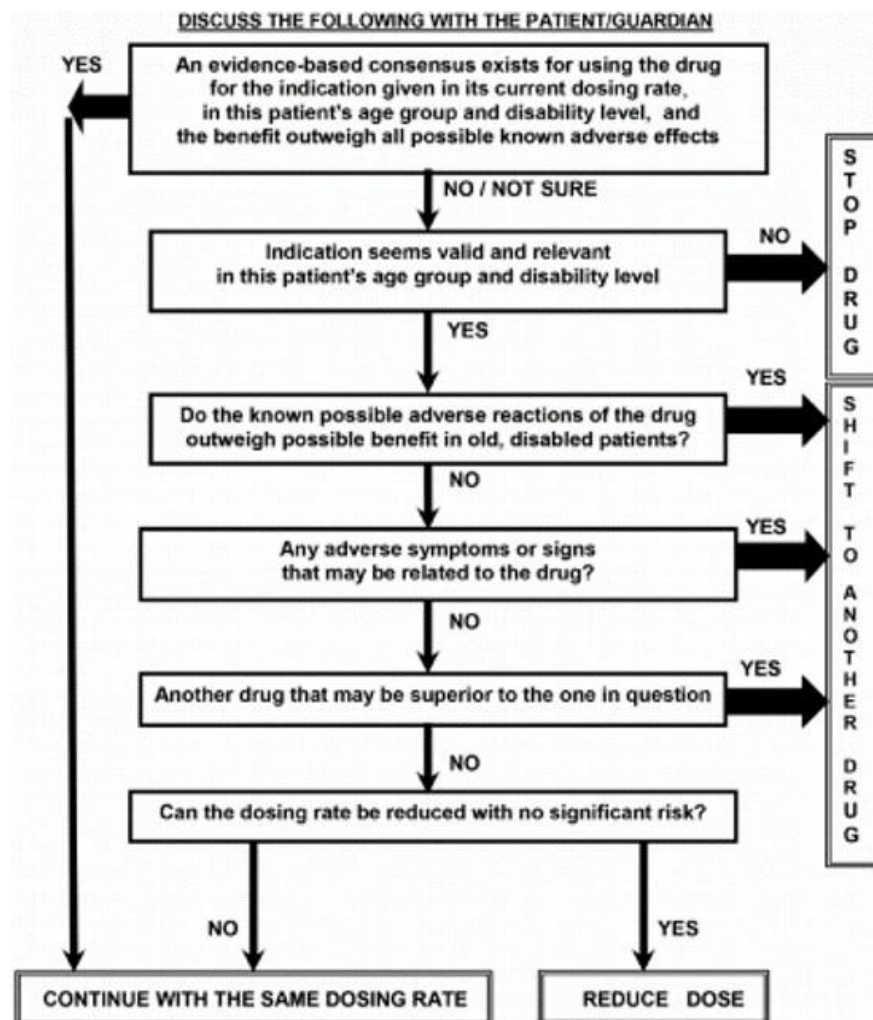 DISCUSS THE FOLLOWING WITH THE PATIENT/GUARDIAN
YES
An evidence-based consensus exists for using the drug
for the indication given in its current dosing rate,
in this patient's age group and disability level, and
the benefit outweigh all possible known adverse effects
NO / NOT SURE
Indication seems valid and relevant
in this patient's age group and disability level
NO
STOP DRUG
YES
Do the known possible adverse reactions of the drug
outweigh possible benefit in old, disabled patients?
YES
SHIFT TO ANOTHER DRUG
NO
Any adverse symptoms or signs
that may be related to the drug?
YES
NO
Another drug that may be superior to the one in question
YES
NO
Can the dosing rate be reduced with no significant risk?
NO
YES
CONTINUE WITH THE SAME DOSING RATE
REDUCE DOSE